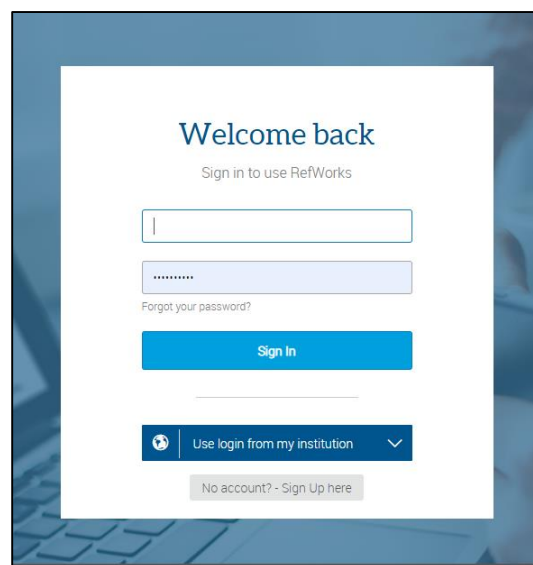 Welcome back
Sign in to use RefWorks
Forgot your password?
Sign In
Use login from my institution
No account? - Sign Up here